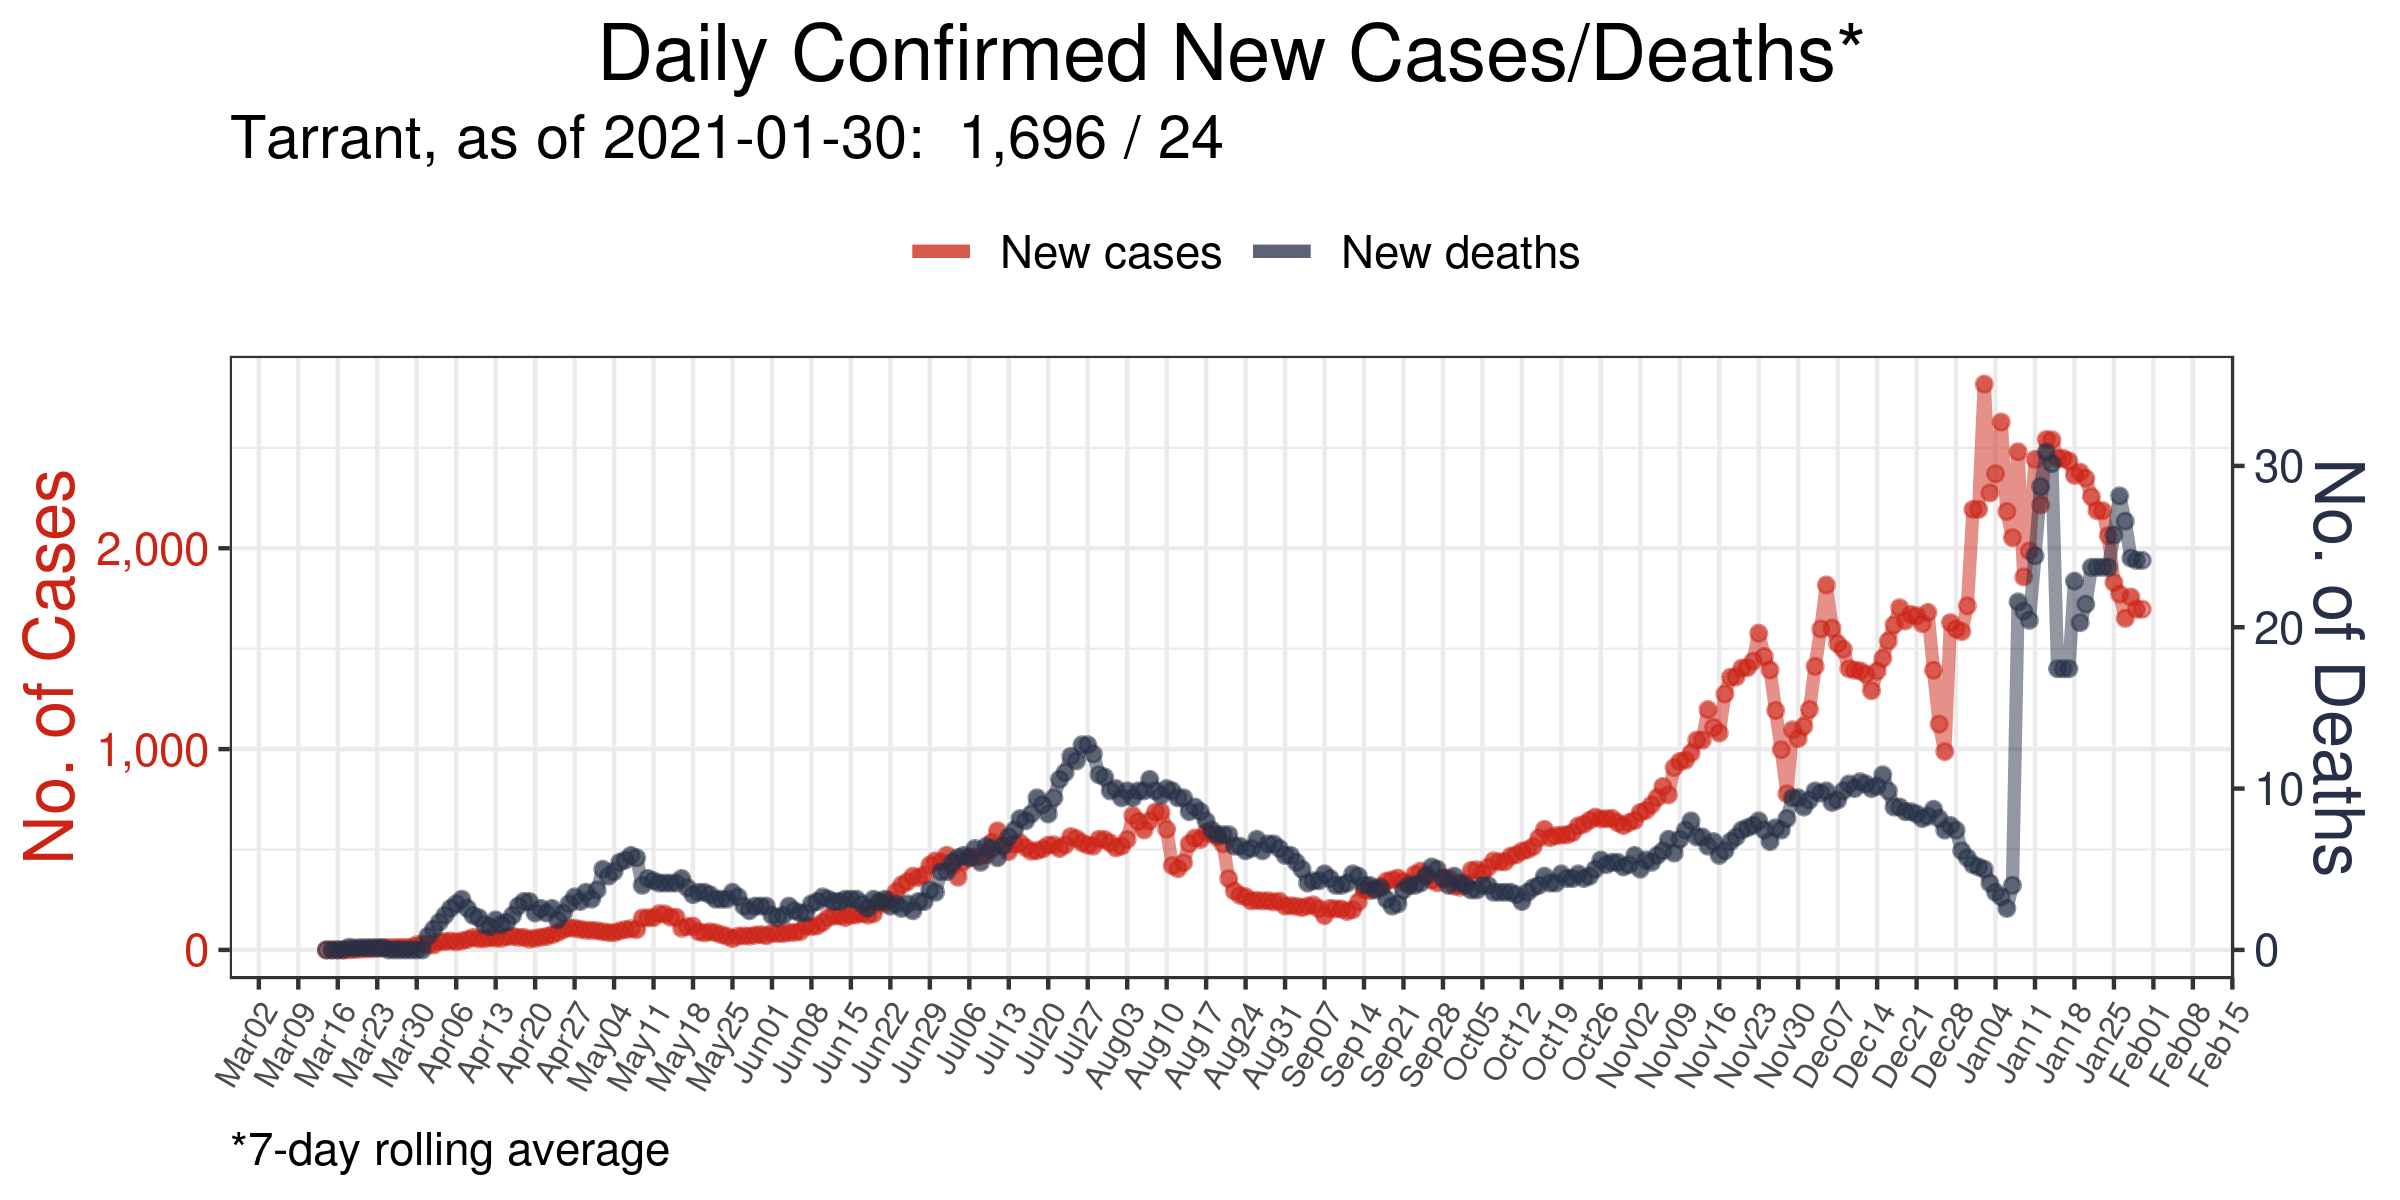 Daily Confirmed New Cases/Deaths*
Tarrant, as of 2021-01-30:  1,696 / 24
New cases
New deaths
No. of Cases
2,000
1,000
0
30
20
10
0
No. of Deaths
Mar02
Mar09
Mar16
Mar23
Mar30
Apr06
Apr13
Apr20
Apr27
May04
May11
May18
May25
Jun01
Jun08
Jun15
Jun22
Jun29
Jul06
Jul13
Jul20
Jul27
Aug03
Aug10
Aug17
Aug24
Aug31
Sep07
Sep14
Sep21
Sep28
Oct05
Oct12
Oct19
Oct26
Nov02
Nov09
Nov16
Nov23
Nov30
Nov07
Dec14
Dec21
Dec28
Dec04
Jan11
Jan18
Jan25
Feb01
Feb08
Feb15
*7-day rolling average